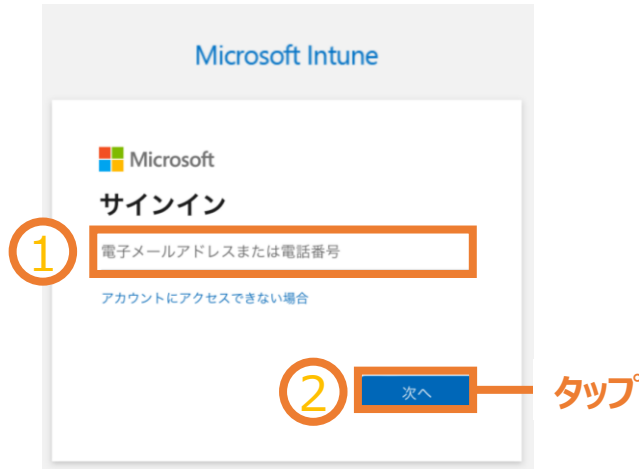 Microsoft Intune
Microsoft
サインイン
① 電子メールアドレスまたは電話番号
アカウントにアクセスできない場合
② 次へ タップ